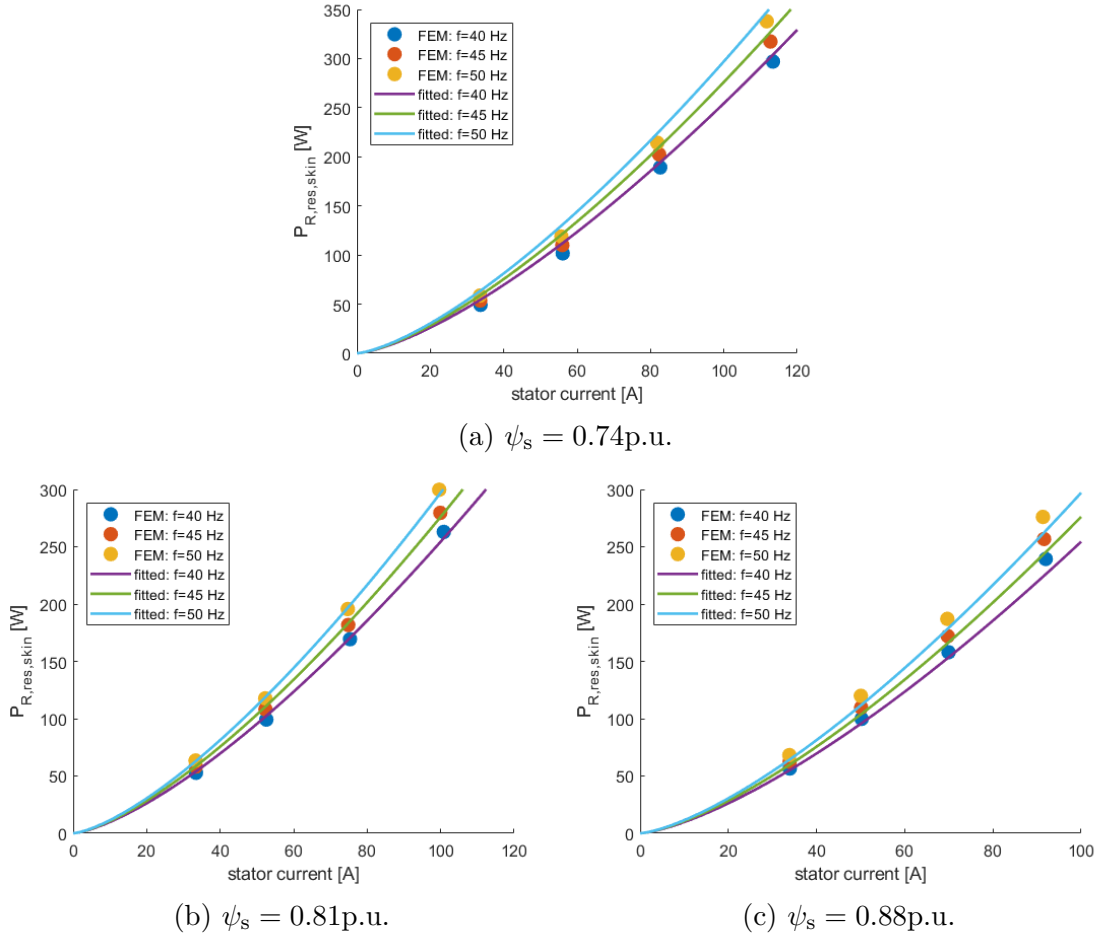 350
300
250
200
150
100
50
0
P_R,res,skin [W]
FEM: f=40 Hz
FEM: f=45 Hz
FEM: f=50 Hz
fitted: f=40 Hz
fitted: f=45 Hz
fitted: f=50 Hz
0 20 40 60 80 100 120
stator current [A]
(a) ψs = 0.74p.u.
300
250
200
150
100
50
0
P_R,res,skin [W]
FEM: f=40 Hz
FEM: f=45 Hz
FEM: f=50 Hz
fitted: f=40 Hz
fitted: f=45 Hz
fitted: f=50 Hz
0 20 40 60 80 100 120
stator current [A]
(b) ψs = 0.81p.u.
300
250
200
150
100
50
0
P_R,res,skin [W]
FEM: f=40 Hz
FEM: f=45 Hz
FEM: f=50 Hz
fitted: f=40 Hz
fitted: f=45 Hz
fitted: f=50 Hz
0 20 40 60 80 100
stator current [A]
(c) ψs = 0.88p.u.